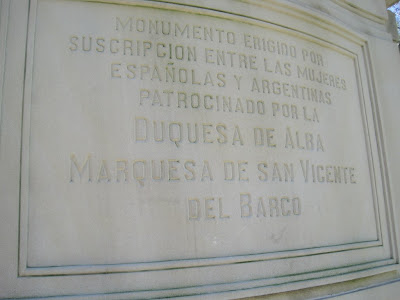 MONUMENTO ERIGIDO POR
SUSCRIPCION ENTRE LAS MUJERES
ESPAÑOLAS Y ARGENTINAS
PATROCINADO POR LA
DUQUESA DE ALBA
MARQUESA DE SAN VICENTE
DEL BARCO